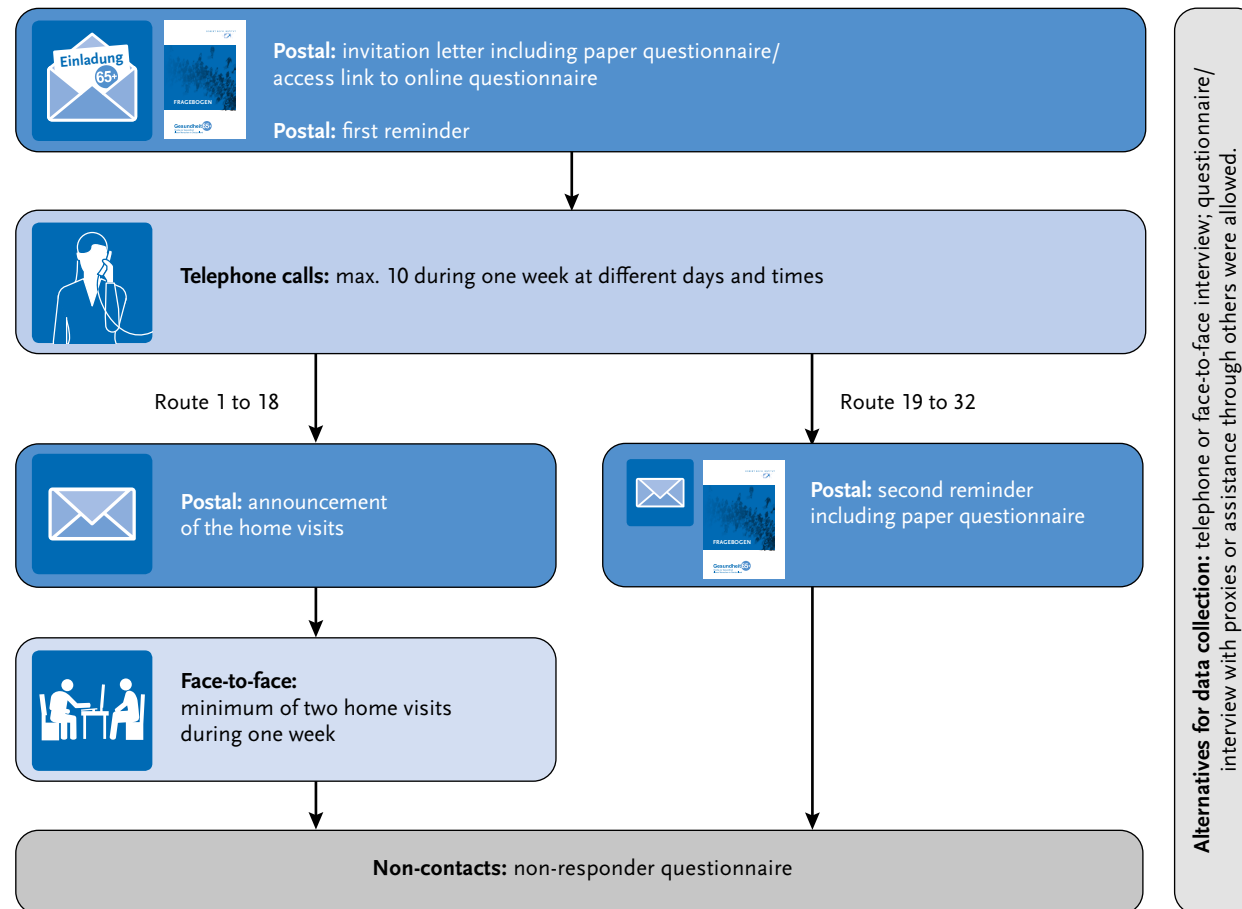 Einladung
65+
FRAGEBOGEN
Gesundheit 65+
Postal: invitation letter including paper questionnaire/
access link to online questionnaire
Postal: first reminder
Telephone calls: max. 10 during one week at different days and times
Route 1 to 18
Route 19 to 32
Postal: announcement
of the home visits
FRAGEBOGEN
Gesundheit 65+
Postal: second reminder
including paper questionnaire
Face-to-face:
minimum of two home visits
during one week
Non-contacts: non-responder questionnaire
Alternatives for data collection: telephone or face-to-face interview; questionnaire/
interview with proxies or assistance through others were allowed.